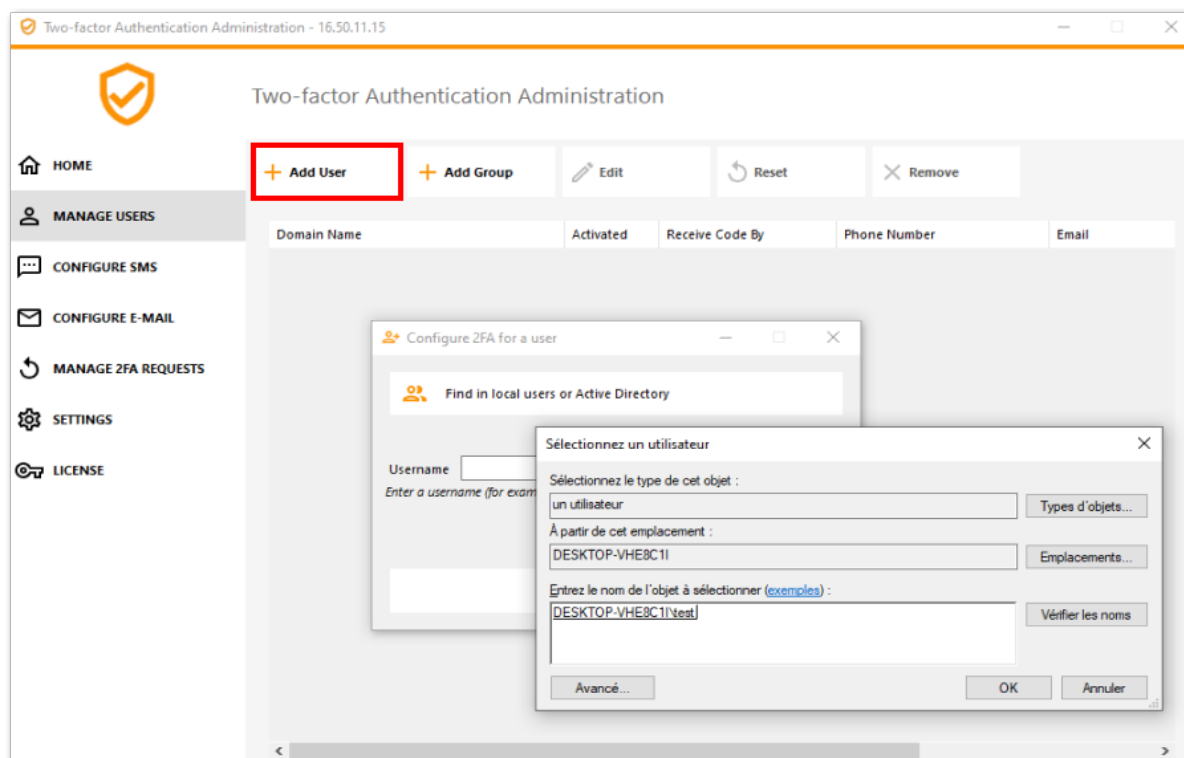 Two-factor Authentication Administration - 16.50.11.15
Two-factor Authentication Administration
HOME
MANAGE USERS
CONFIGURE SMS
CONFIGURE E-MAIL
MANAGE 2FA REQUESTS
SETTINGS
LICENSE
Add User
Add Group
Edit
Reset
Remove
Domain Name
Activated
Receive Code By
Phone Number
Email
Configure 2FA for a user
Find in local users or Active Directory
Username
Enter a username (for exam
Sélectionnez un utilisateur
Sélectionnez le type de cet objet :
un utilisateur
Types d'objets...
À partir de cet emplacement :
DESKTOP-VHE8C1I
Emplacements...
Entrez le nom de l'objet à sélectionner (exemples) :
DESKTOP-VHE8C1I\test
Vérifier les noms
Avancé...
OK
Annuler